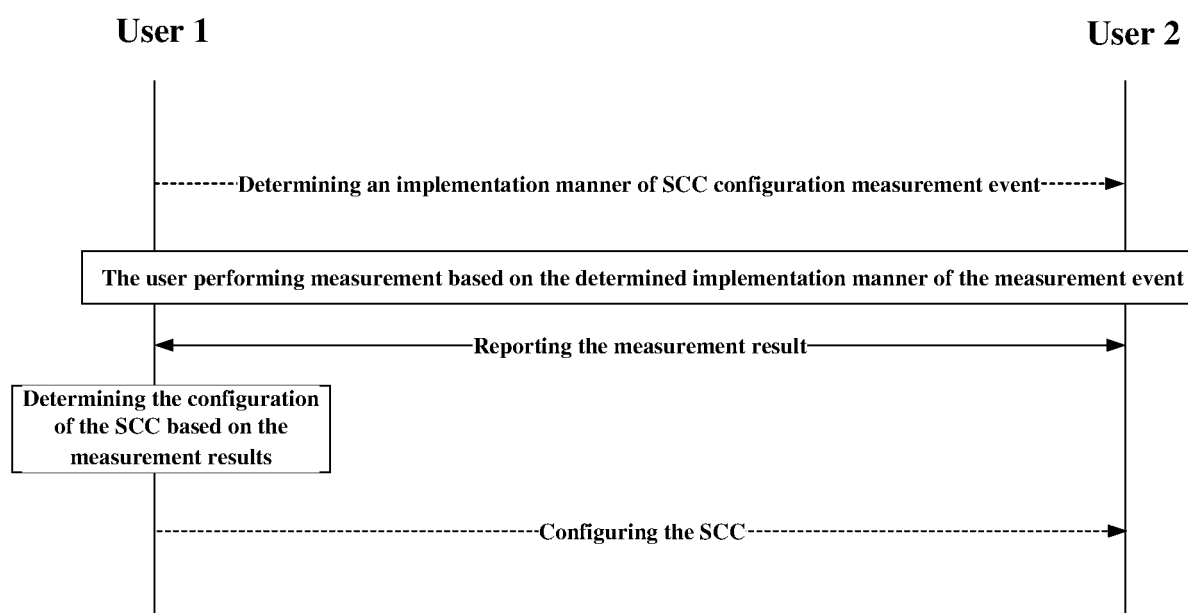 User 1
User 2
Determining an implementation manner of SCC configuration measurement event
The user performing measurement based on the determined implementation manner of the measurement event
Reporting the measurement result
Determining the configuration
of the SCC based on the
measurement results
Configuring the SCC